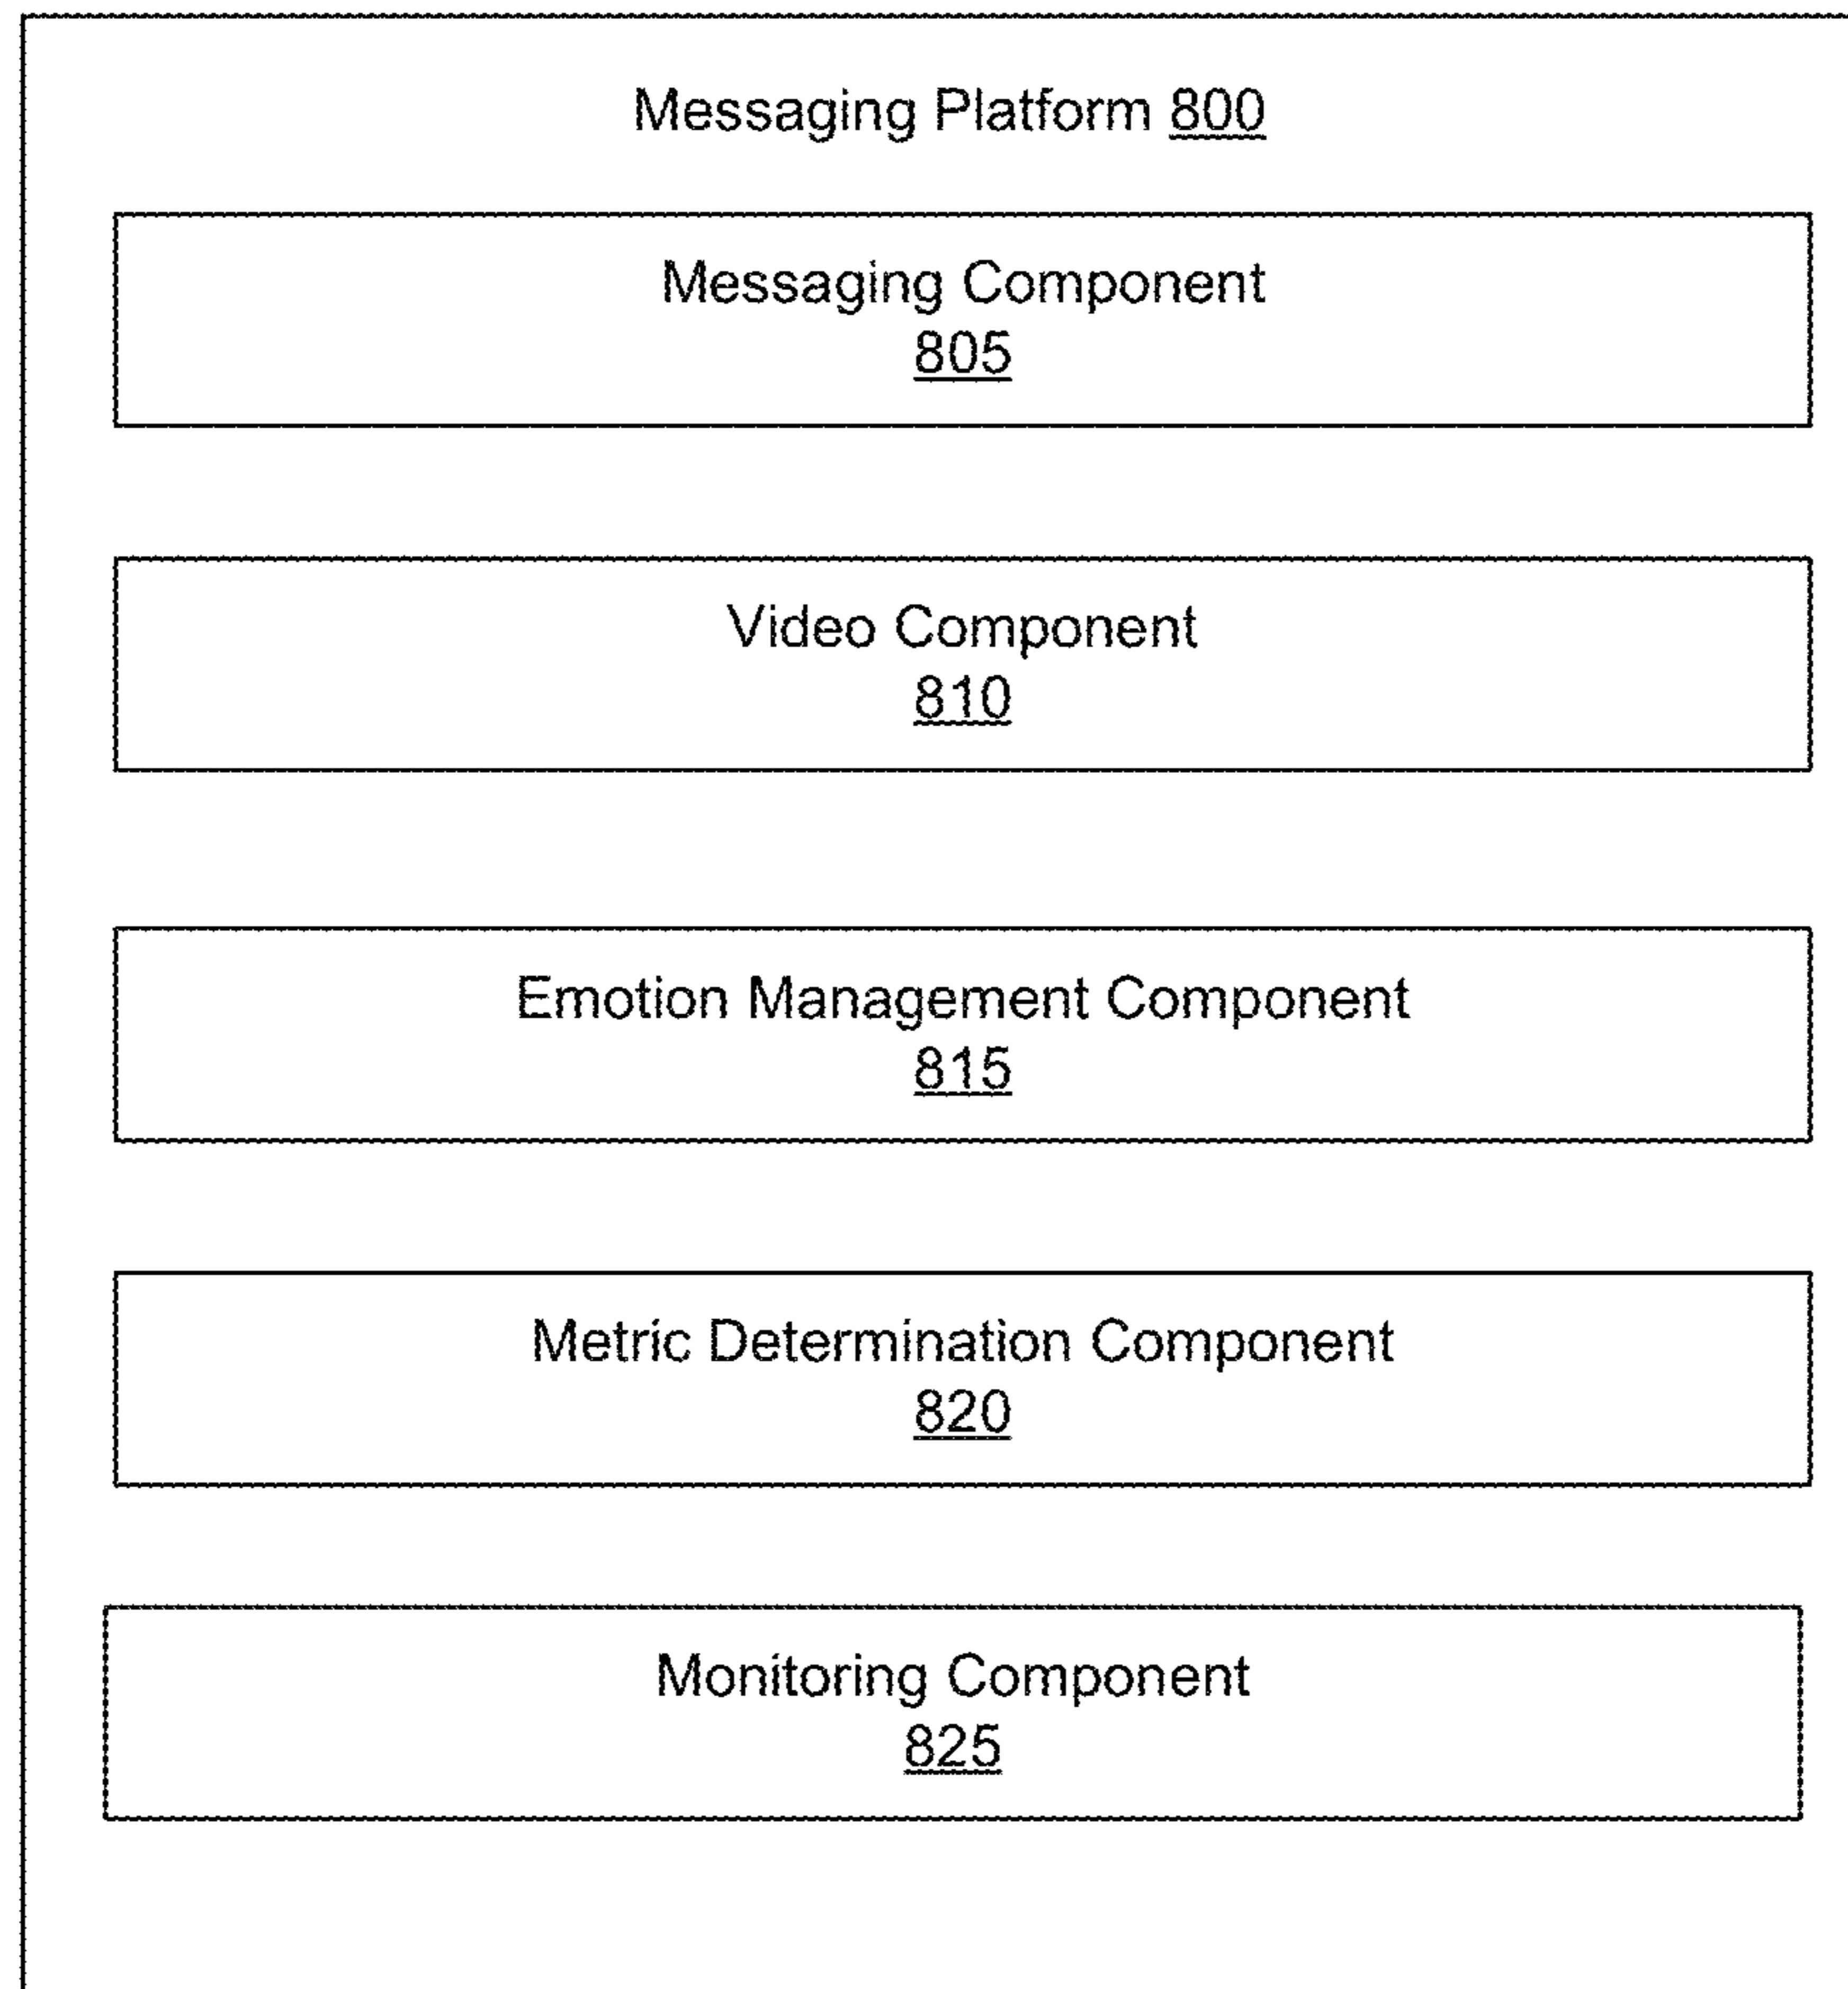 Messaging Platform 800
Messaging Component
805
Video Component
810
Emotion Management Component
815
Metric Determination Component
820
Monitoring Component
825